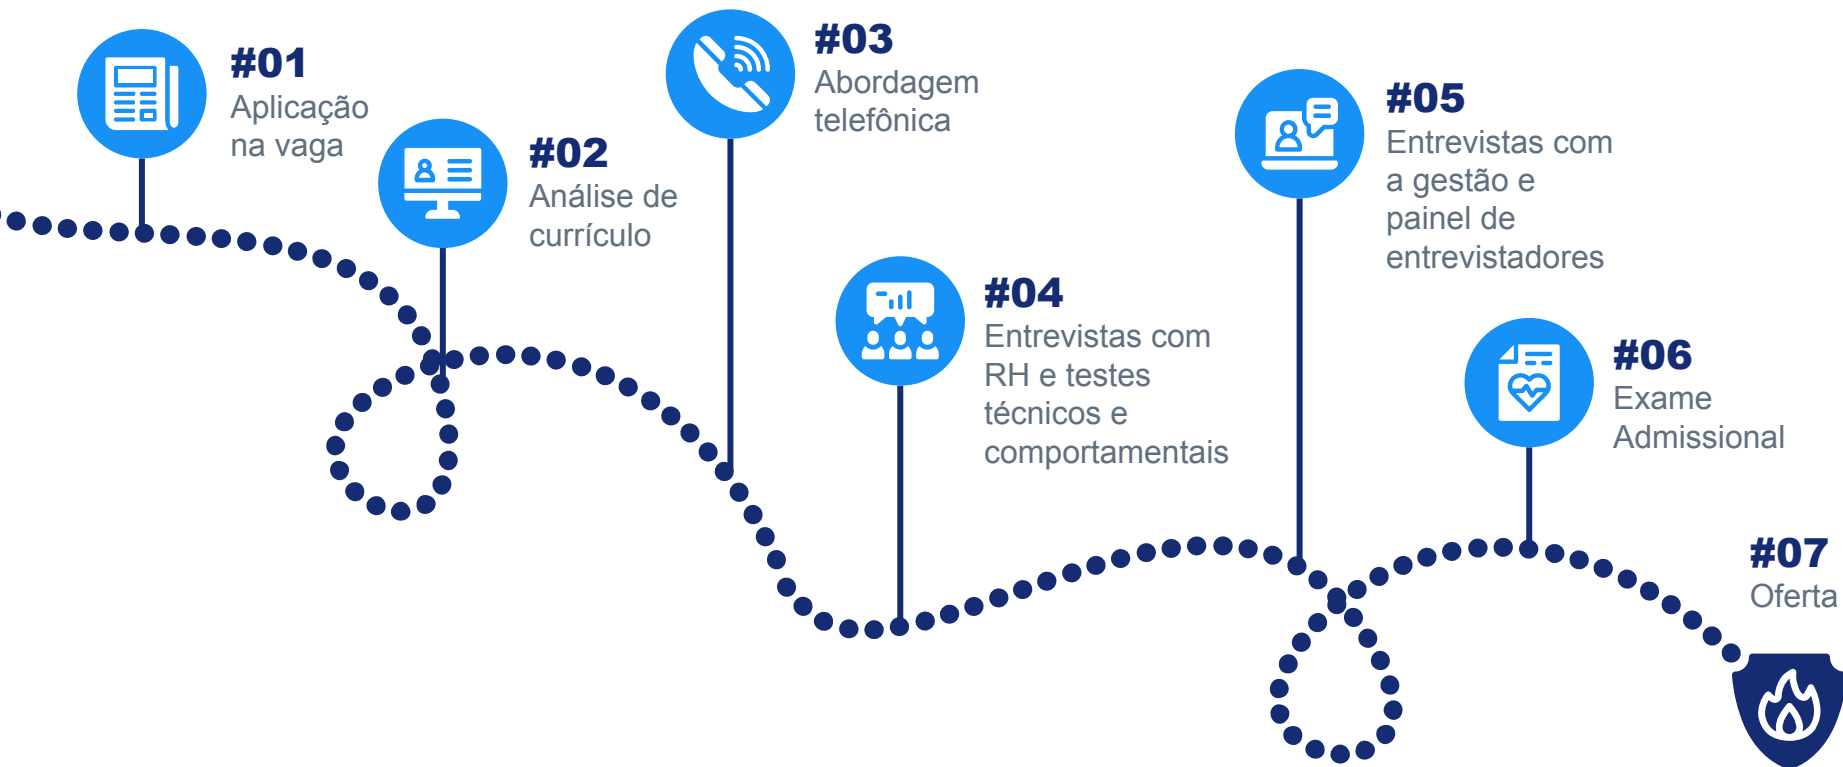 #01
Aplicação
na vaga
#02
Análise de
currículo
#03
Abordagem
telefônica
#04
Entrevistas com
RH e testes
técnicos e
comportamentais
#05
Entrevistas com
a gestão e
painel de
entrevistadores
#06
Exame
Admissional
#07
Oferta